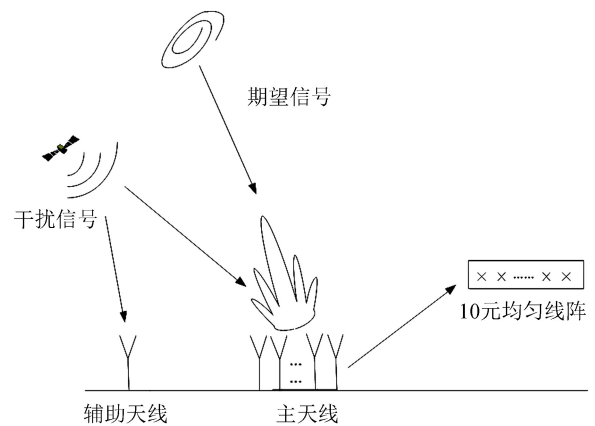 期望信号
干扰信号
× × …… × ×
10元均匀线阵
...
...
辅助天线
主天线